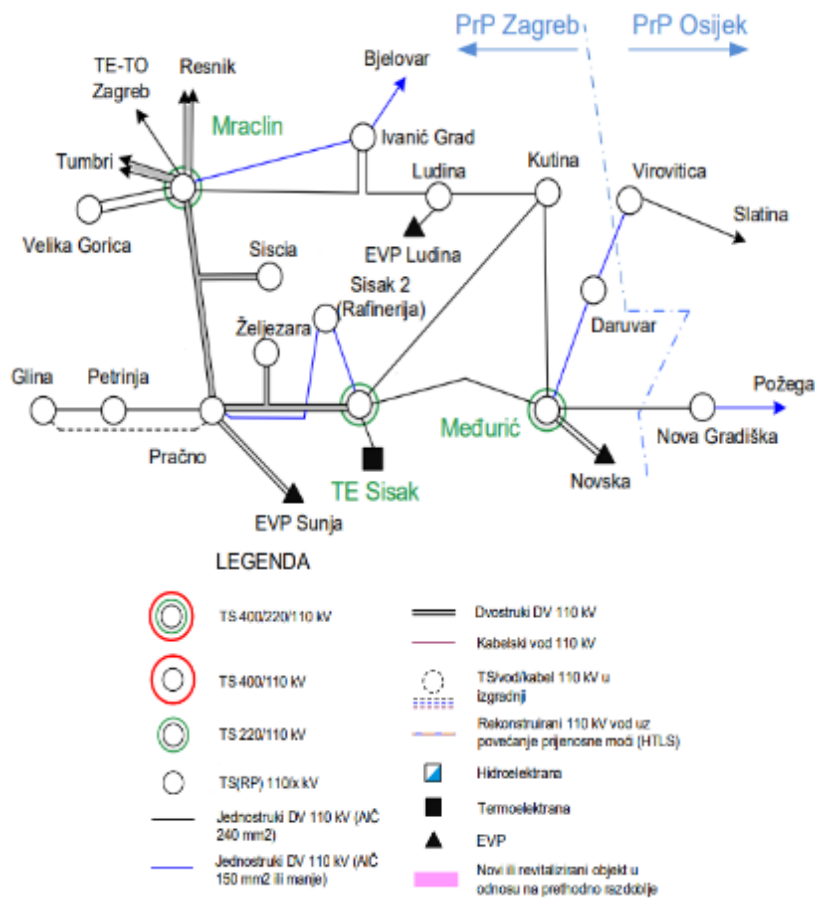 PrP Zagreb
PrP Osijek
TE-TO
Zagreb
Resnik
Bjelovar
Mraclin
Ivanić Grad
Tumbri
Ludina
Kutina
Virovitica
Velika Gorica
EVP Ludina
Slatina
Siscia
Sisak 2
(Rafinerija)
Željezara
Daruvar
Glina
Petrinja
Požega
Pračno
Međurić
Nova Gradiška
TE Sisak
Novska
EVP Sunja
LEGENDA
TS 400/220/110 kV
TS 400/110 kV
TS 220/110 kV
TS(RP) 110/x kV
Jednostruki DV 110 kV (AlČ
240 mm2)
Jednostruki DV 110 kV (AlČ
150 mm2 ili manje)
Dvostruki DV 110 kV
Kabelski vod 110 kV
TS/vod/kabel 110 kV u
izgradnji
Rekonstruirani 110 kV vod uz
povećanje prijenosne moći (HTLS)
Hidroelektrana
Termoelektrana
EVP
Novi ili revitalizirani objekt u
odnosu na prethodno razdoblje